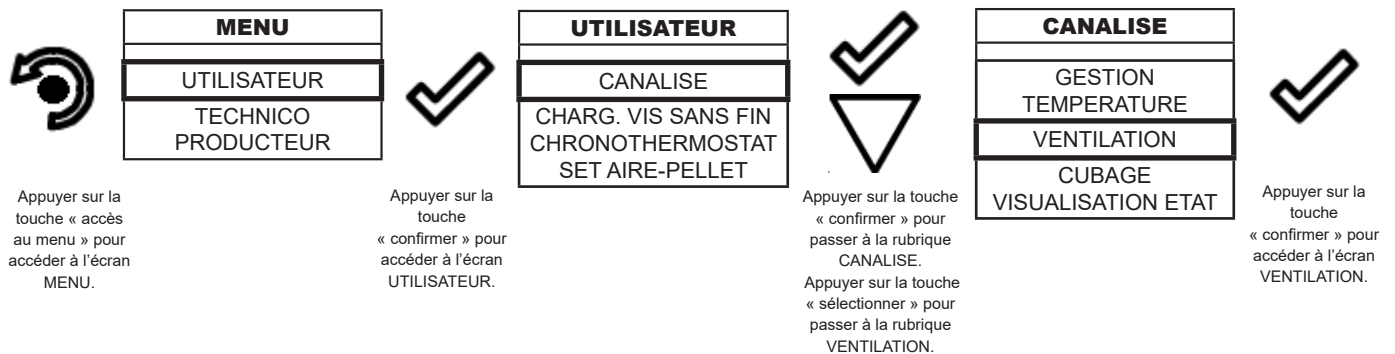 MENU
UTILISATEUR
TECHNICO
PRODUCTEUR
UTILISATEUR
CANALISE
CHARG. VIS SANS FIN
CHRONOTHERMOSTAT
SET AIRE-PELLET
CANALISE
GESTION
TEMPERATURE
VENTILATION
CUBAGE
VISUALISATION ETAT
Appuyer sur la
touche « accès
au menu » pour
accéder à l'écran
MENU.
Appuyer sur la
touche
« confirmer » pour
accéder à l'écran
UTILISATEUR.
Appuyer sur la touche
« confirmer » pour
passer à la rubrique
CANALISE.
Appuyer sur la touche
« sélectionner » pour
passer à la rubrique
VENTILATION.
Appuyer sur la
touche
« confirmer » pour
accéder à l'écran
VENTILATION.